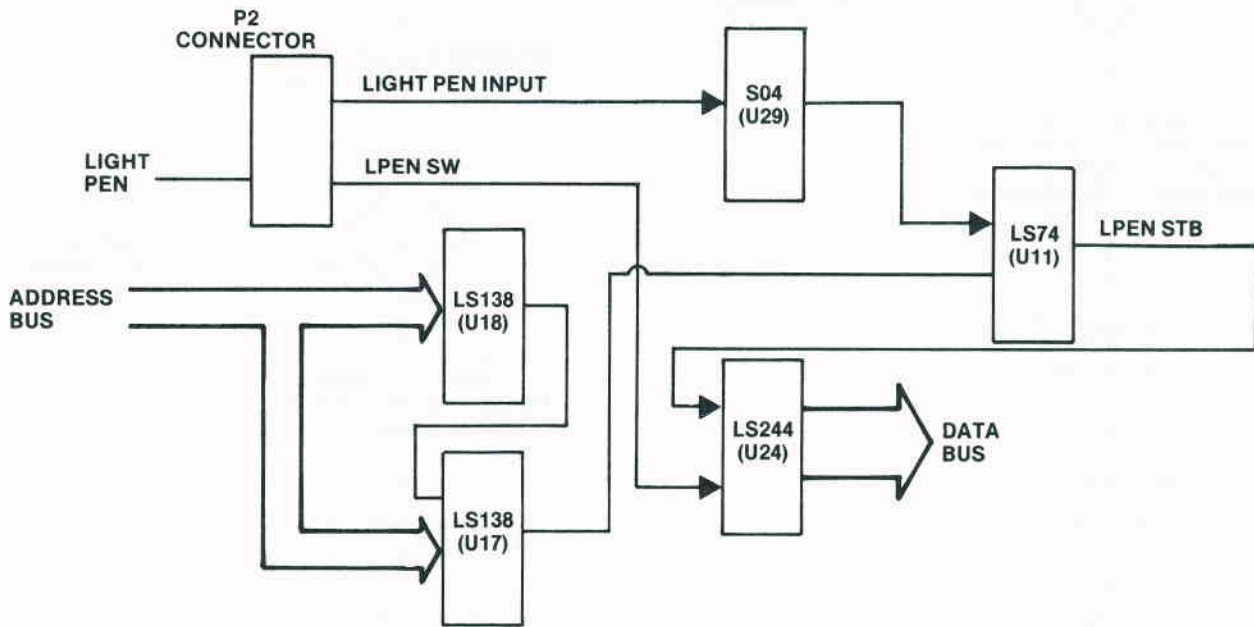 P2
CONNECTOR
LIGHT PEN INPUT
S04
(U29)
LIGHT
PEN
LPEN SW
LS74
(U11)
LPEN STB
ADDRESS
BUS
LS138
(U18)
LS244
(U24)
DATA
BUS
LS138
(U17)